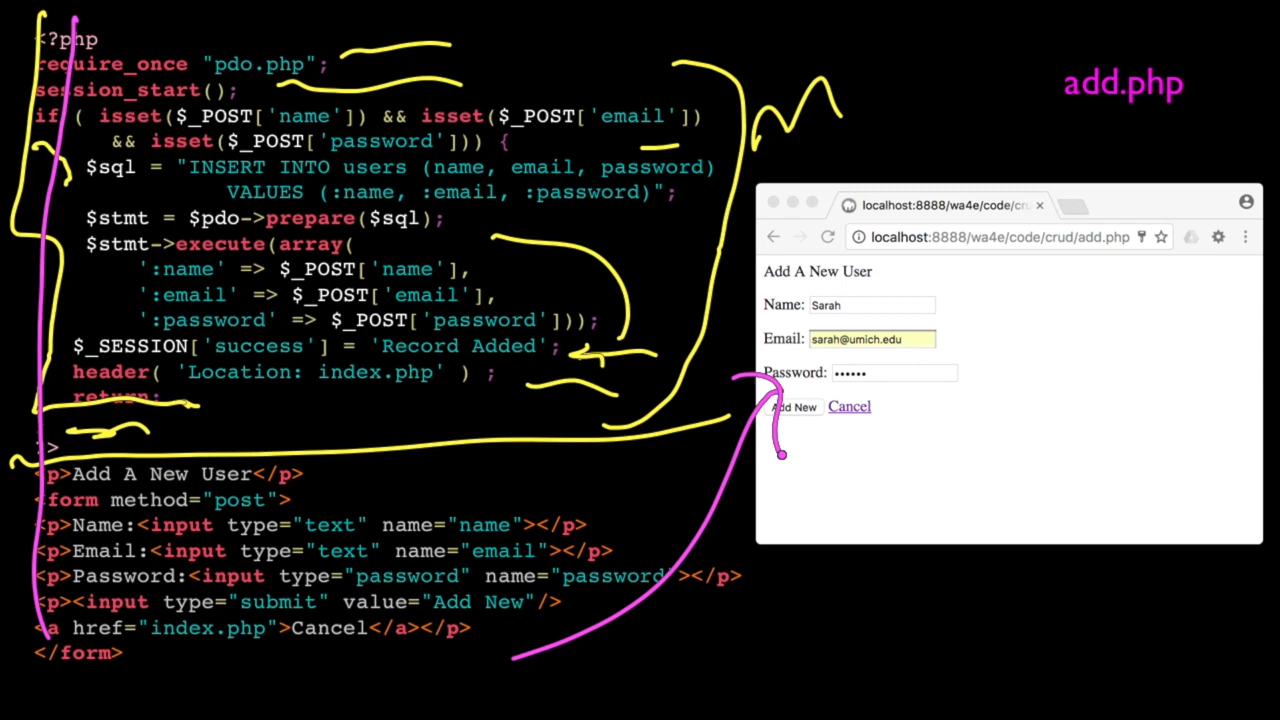 <?php
require_once "pdo.php";
session_start();
if ( isset($_POST['name']) && isset($_POST['email'])
&& isset($_POST['password'])) {
$sql = "INSERT INTO users (name, email, password)
VALUES (:name, :email, :password)";
$stmt = $pdo->prepare($sql);
$stmt->execute(array(
':name' => $_POST['name'],
':email' => $_POST['email'],
':password' => $_POST['password']));
$_SESSION['success'] = 'Record Added';
header( 'Location: index.php' ) ;
return;
?>
<p>Add A New User</p>
<form method="post">
<p>Name:<input type="text" name="name"></p>
<p>Email:<input type="text" name="email"></p>
<p>Password:<input type="password" name="password"></p>
<p><input type="submit" value="Add New"/>
<a href="index.php">Cancel</a></p>
</form>
add.php
localhost:8888/wa4e/code/cr
localhost:8888/wa4e/code/crud/add.php
Add A New User
Name: Sarah
Email: sarah@umich.edu
Password: ••••••
Add New Cancel